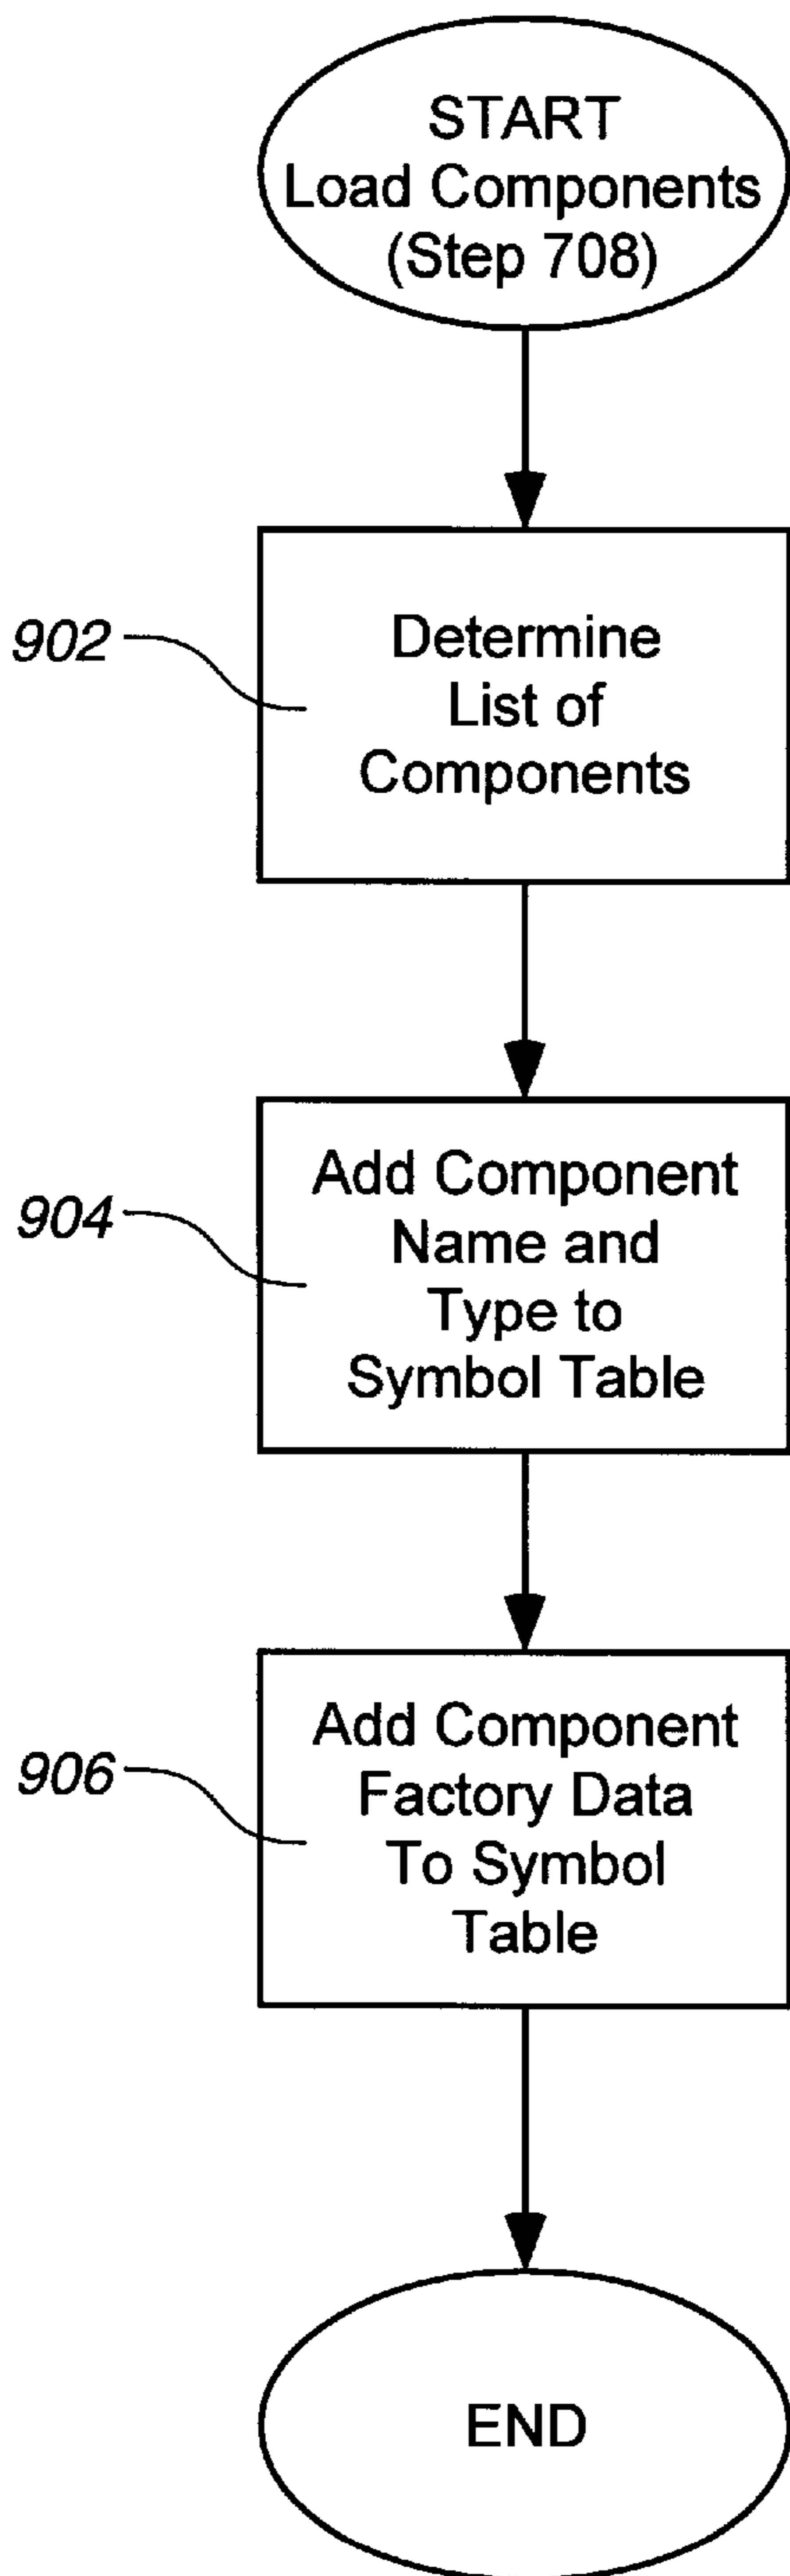 START
Load Components
(Step 708)
902
Determine
List of
Components
904
Add Component
Name and
Type to
Symbol Table
906
Add Component
Factory Data
To Symbol
Table
END